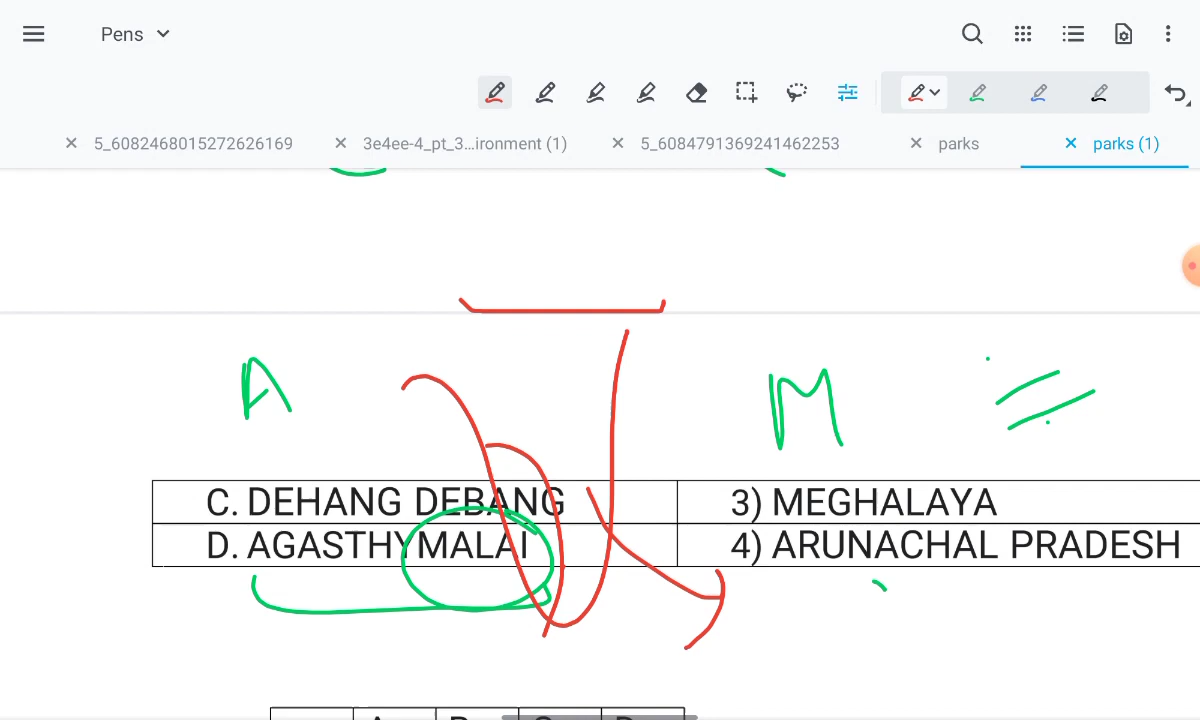 Pens
5_6082468015272626169 3e4ee-4_pt_3...ironment (1) 5_6084791369241462253 parks parks (1)
A M
C. DEHANG DEBANG 3) MEGHALAYA
D. AGASTHYMALAI 4) ARUNACHAL PRADESH